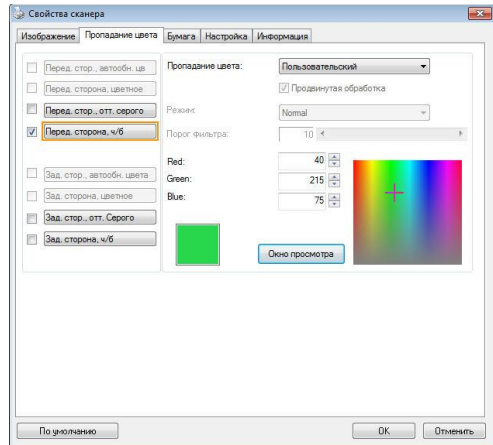 Свойства сканера
Изображение Пропадание цвета Бумага Настройка Информация
Перед. стор., автообн. цв
Перед. сторона, цветное
Перед. стор., отт. серого
Перед. сторона, ч/б
Зад. стор., автообн. цвета
Зад. сторона, цветное
Зад. стор., отт. Серого
Зад. сторона, ч/б
Пропадание цвета: Пользовательский
Продвинутая обработка
Режим: Normal
Порог фильтра: 10
Red: 40
Green: 215
Blue: 75
Окно просмотра
По умолчанию OK Отменить